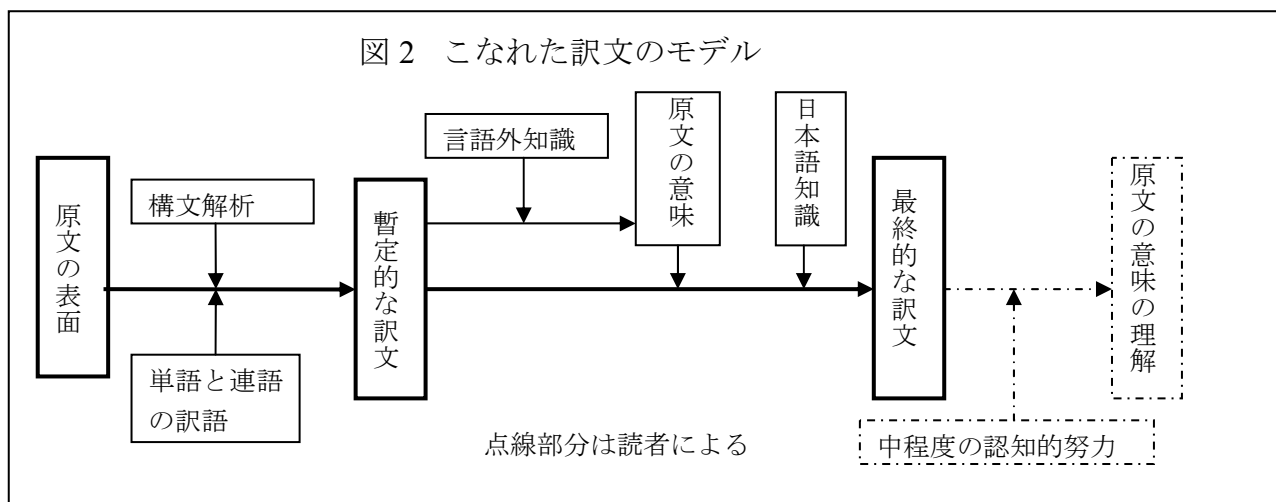 図 2　こなれた訳文のモデル
原文の表面
構文解析
単語と連語
の訳語
暫定的な訳文
言語外知識
原文の意味
日本語知識
最終的な訳文
原文の意味の理解
中程度の認知的努力
点線部分は読者による